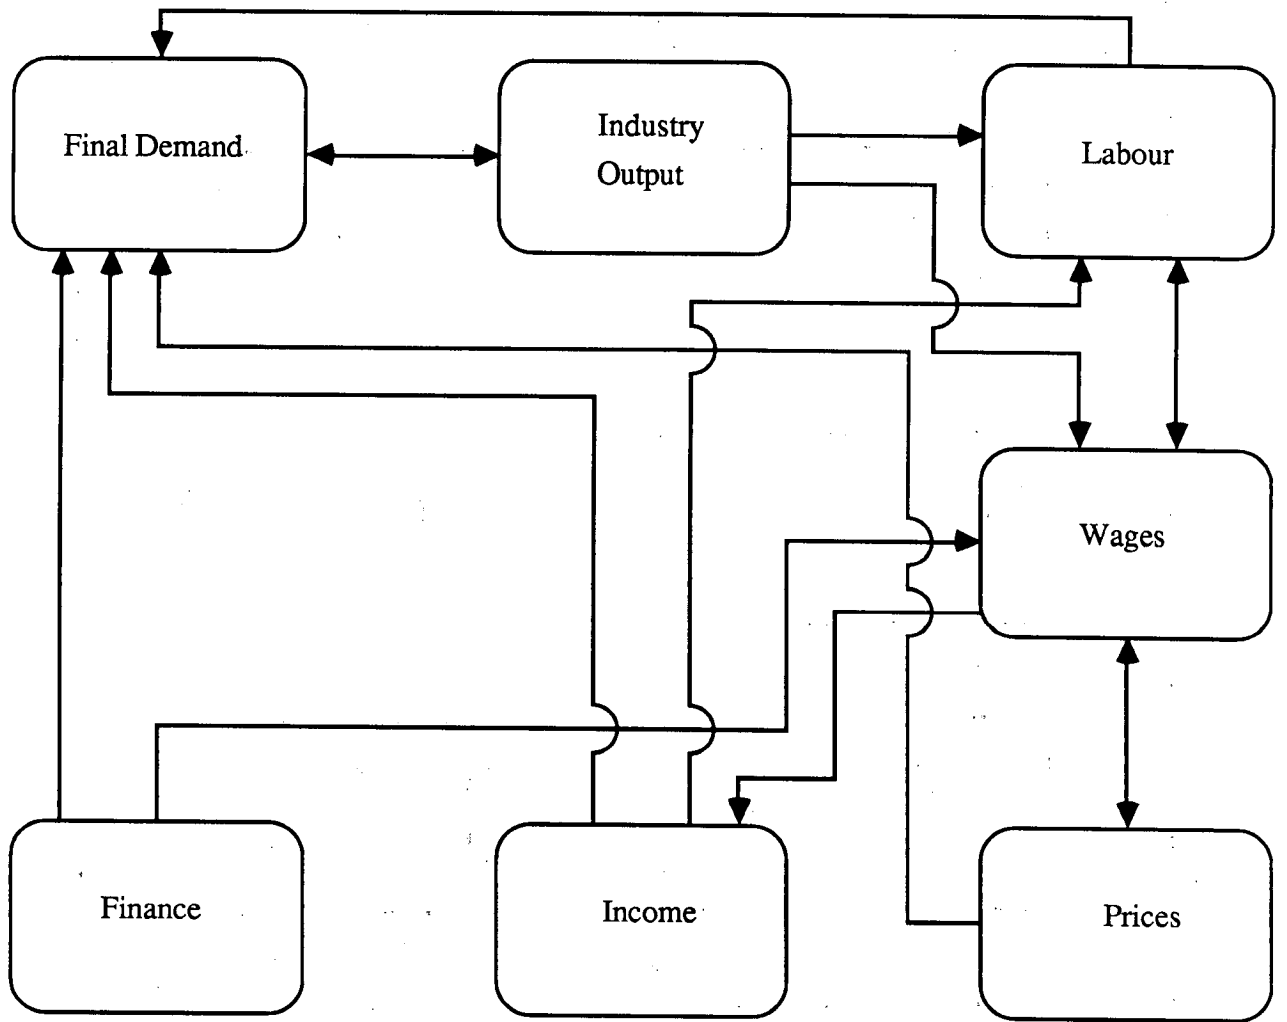 Final Demand
Industry
Output
Labour
Wages
Finance
Income
Prices